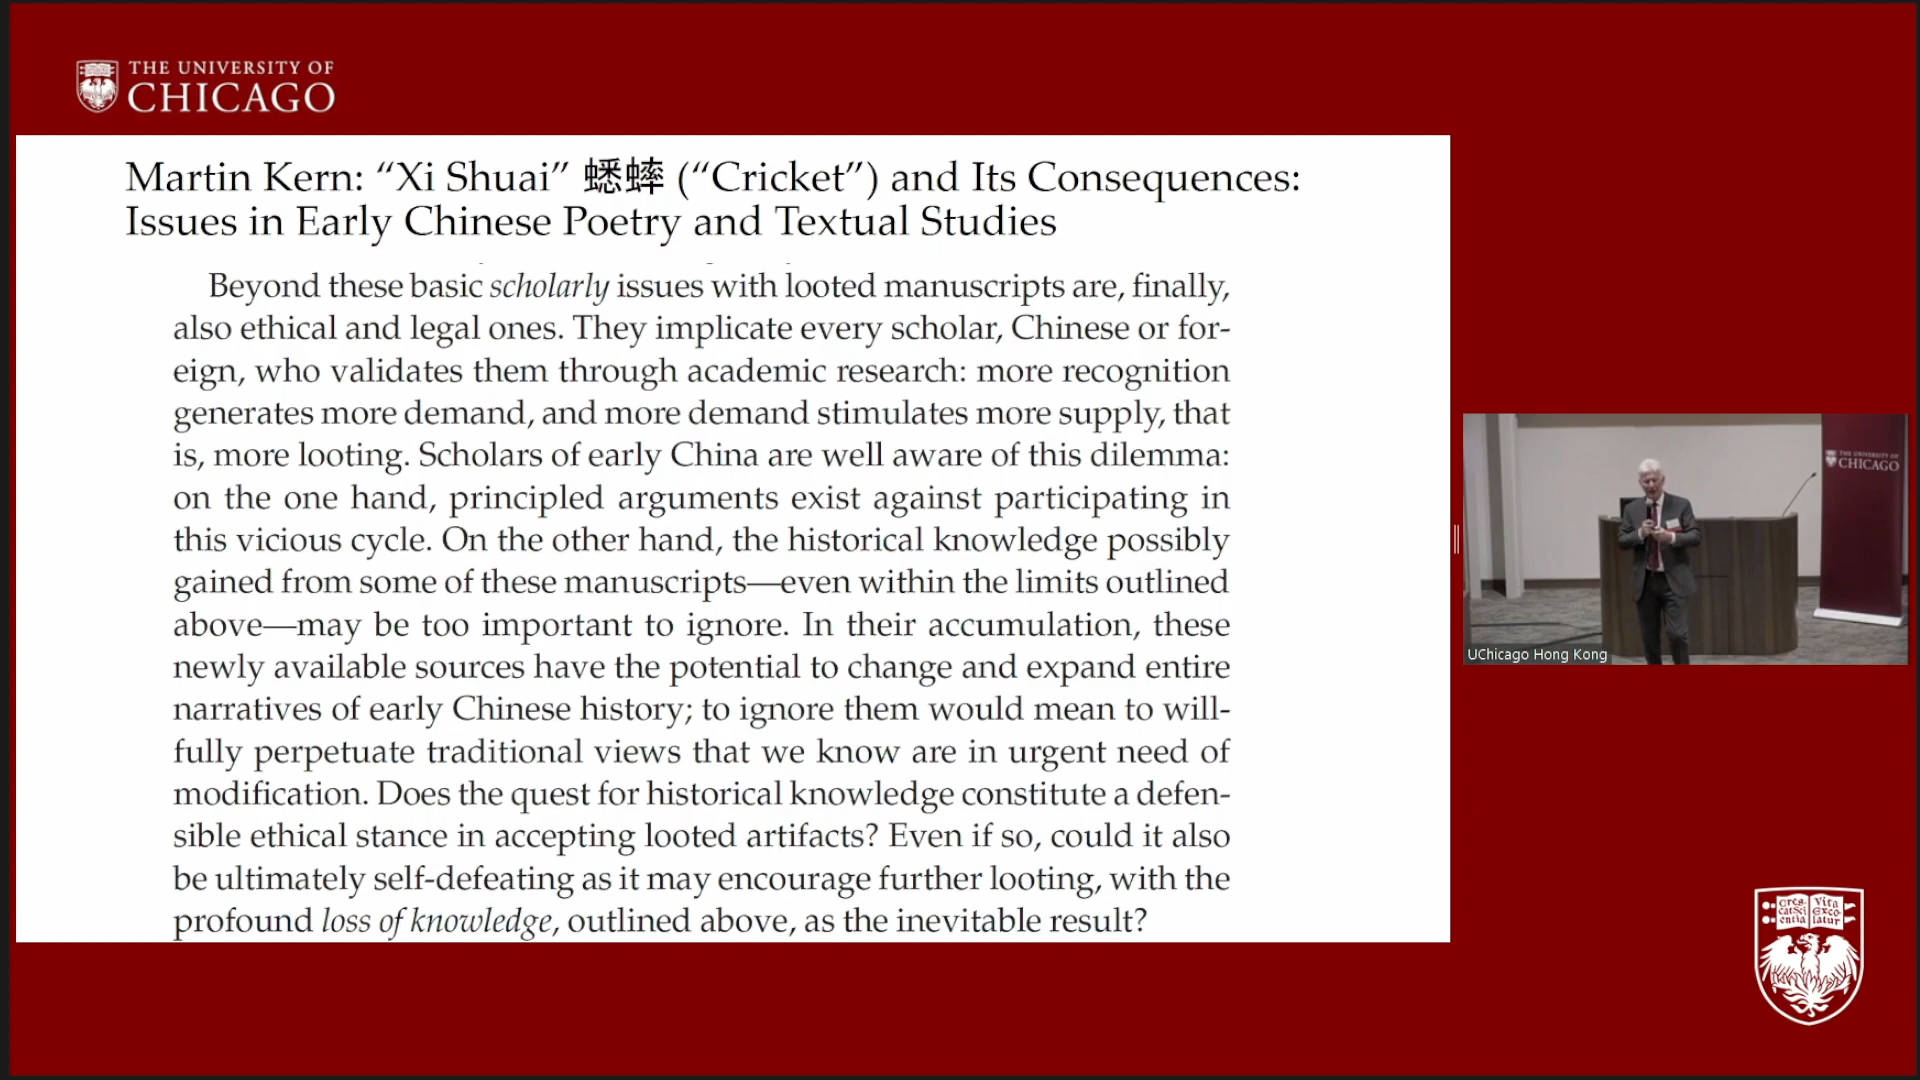 THE UNIVERSITY OF
CHICAGO
Martin Kern: “Xi Shuai” 蟋蟀 (“Cricket”) and Its Consequences:
Issues in Early Chinese Poetry and Textual Studies
Beyond these basic scholarly issues with looted manuscripts are, finally,
also ethical and legal ones. They implicate every scholar, Chinese or for-
eign, who validates them through academic research: more recognition
generates more demand, and more demand stimulates more supply, that
is, more looting. Scholars of early China are well aware of this dilemma:
on the one hand, principled arguments exist against participating in
this vicious cycle. On the other hand, the historical knowledge possibly
gained from some of these manuscripts—even within the limits outlined
above—may be too important to ignore. In their accumulation, these
newly available sources have the potential to change and expand entire
narratives of early Chinese history; to ignore them would mean to will-
fully perpetuate traditional views that we know are in urgent need of
modification. Does the quest for historical knowledge constitute a defen-
sible ethical stance in accepting looted artifacts? Even if so, could it also
be ultimately self-defeating as it may encourage further looting, with the
profound loss of knowledge, outlined above, as the inevitable result?
THE UNIVERSITY OF
CHICAGO
UChicago Hong Kong
Cres Vita
catSci Exco
entia latur